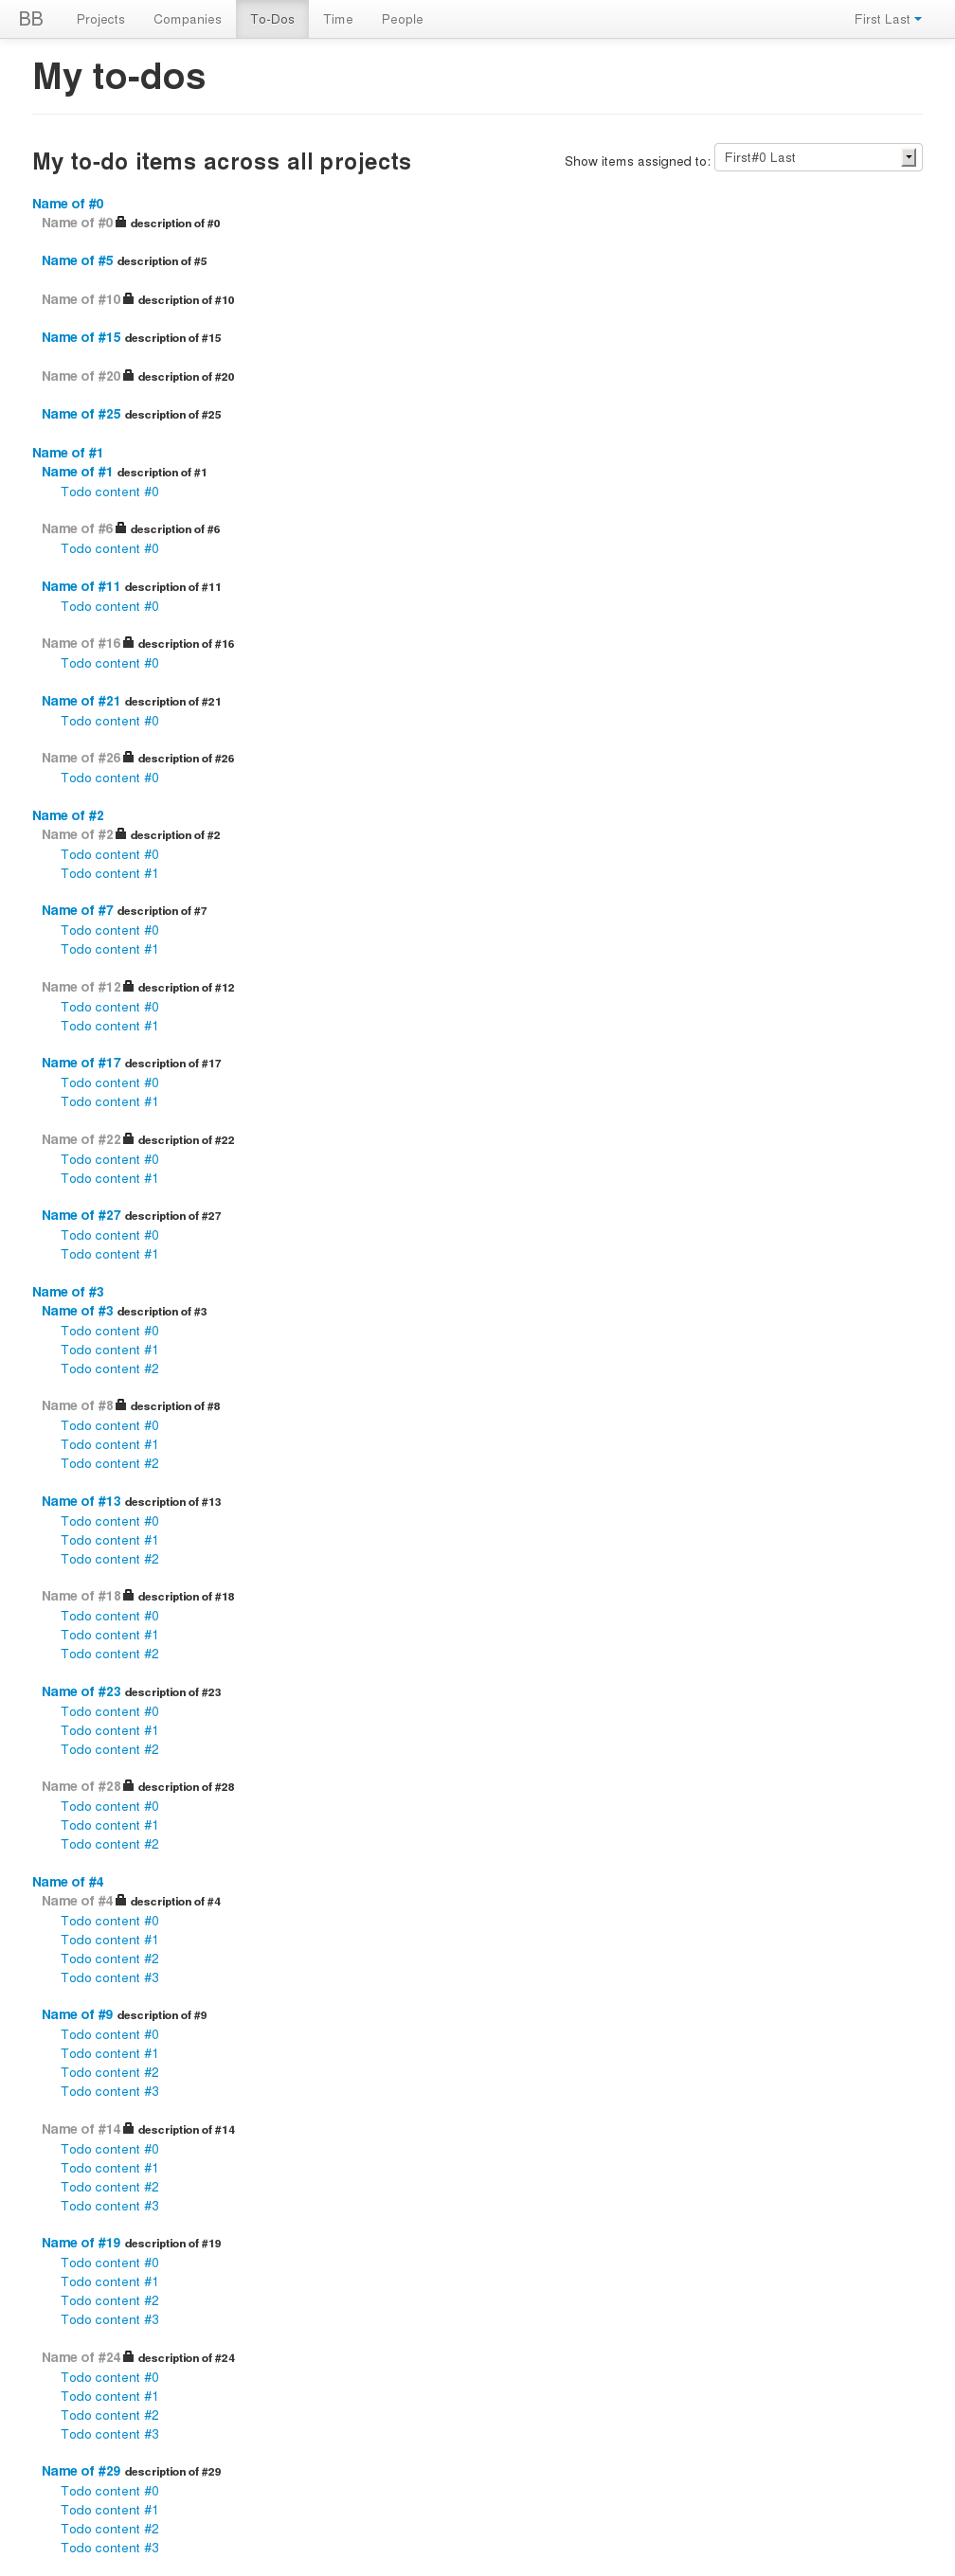 BB Projects Companies To-Dos Time People First Last
My to-dos
My to-do items across all projects Show items assigned to: First#0 Last
Name of #0
Name of #0 description of #0
Name of #5 description of #5
Name of #10 description of #10
Name of #15 description of #15
Name of #20 description of #20
Name of #25 description of #25
Name of #1
Name of #1 description of #1
Todo content #0
Name of #6 description of #6
Todo content #0
Name of #11 description of #11
Todo content #0
Name of #16 description of #16
Todo content #0
Name of #21 description of #21
Todo content #0
Name of #26 description of #26
Todo content #0
Name of #2
Name of #2 description of #2
Todo content #0
Todo content #1
Name of #7 description of #7
Todo content #0
Todo content #1
Name of #12 description of #12
Todo content #0
Todo content #1
Name of #17 description of #17
Todo content #0
Todo content #1
Name of #22 description of #22
Todo content #0
Todo content #1
Name of #27 description of #27
Todo content #0
Todo content #1
Name of #3
Name of #3 description of #3
Todo content #0
Todo content #1
Todo content #2
Name of #8 description of #8
Todo content #0
Todo content #1
Todo content #2
Name of #13 description of #13
Todo content #0
Todo content #1
Todo content #2
Name of #18 description of #18
Todo content #0
Todo content #1
Todo content #2
Name of #23 description of #23
Todo content #0
Todo content #1
Todo content #2
Name of #28 description of #28
Todo content #0
Todo content #1
Todo content #2
Name of #4
Name of #4 description of #4
Todo content #0
Todo content #1
Todo content #2
Todo content #3
Name of #9 description of #9
Todo content #0
Todo content #1
Todo content #2
Todo content #3
Name of #14 description of #14
Todo content #0
Todo content #1
Todo content #2
Todo content #3
Name of #19 description of #19
Todo content #0
Todo content #1
Todo content #2
Todo content #3
Name of #24 description of #24
Todo content #0
Todo content #1
Todo content #2
Todo content #3
Name of #29 description of #29
Todo content #0
Todo content #1
Todo content #2
Todo content #3